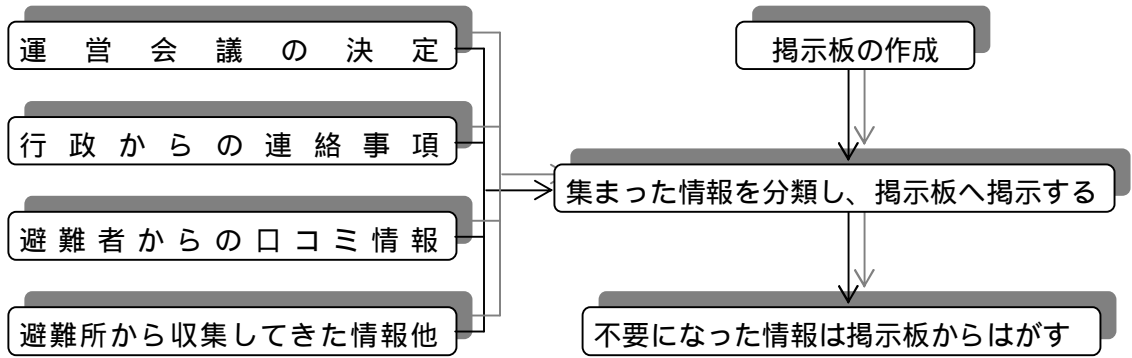 運営会議の決定
行政からの連絡事項
避難者からの口コミ情報
避難所から収集してきた情報他
掲示板の作成
集まった情報を分類し、掲示板へ掲示する
不要になった情報は掲示板からはがす